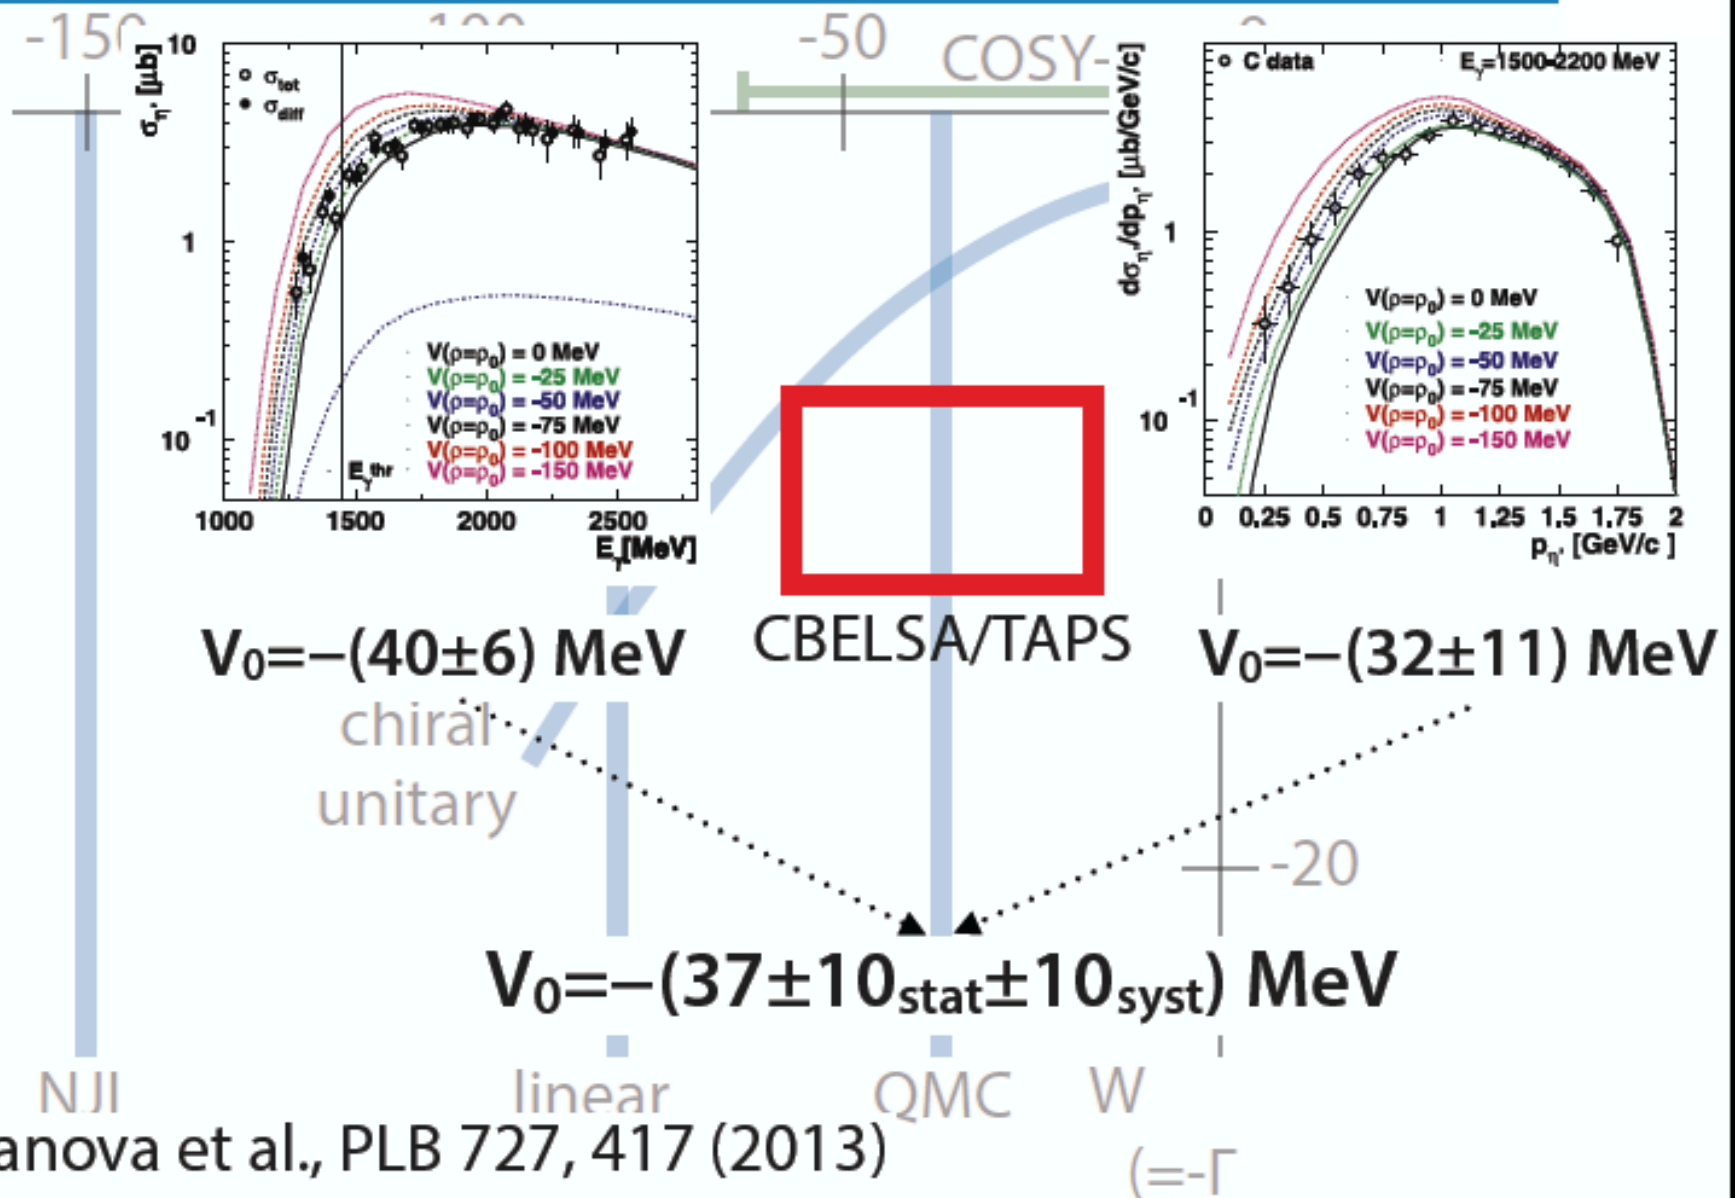 -150
-50
COSY-
0
σ_η' [μb]
10
1
10⁻¹
σ_tot
σ_diff
V(ρ=ρ₀) = 0 MeV
V(ρ=ρ₀) = -25 MeV
V(ρ=ρ₀) = -50 MeV
V(ρ=ρ₀) = -75 MeV
V(ρ=ρ₀) = -100 MeV
V(ρ=ρ₀) = -150 MeV
E_γ^thr
1000 1500 2000 2500
E_γ[MeV]
dσ_η'/dp_η' [μb/GeV/c]
1
10⁻¹
C data
E_γ=1500-2200 MeV
V(ρ=ρ₀) = 0 MeV
V(ρ=ρ₀) = -25 MeV
V(ρ=ρ₀) = -50 MeV
V(ρ=ρ₀) = -75 MeV
V(ρ=ρ₀) = -100 MeV
V(ρ=ρ₀) = -150 MeV
0 0.25 0.5 0.75 1 1.25 1.5 1.75 2
p_η' [GeV/c ]
V₀=−(40±6) MeV
CBELSA/TAPS
V₀=−(32±11) MeV
chiral
unitary
-20
V₀=−(37±10stat±10syst) MeV
NJI
linear
QMC
W
anova et al., PLB 727, 417 (2013)
(=-Γ